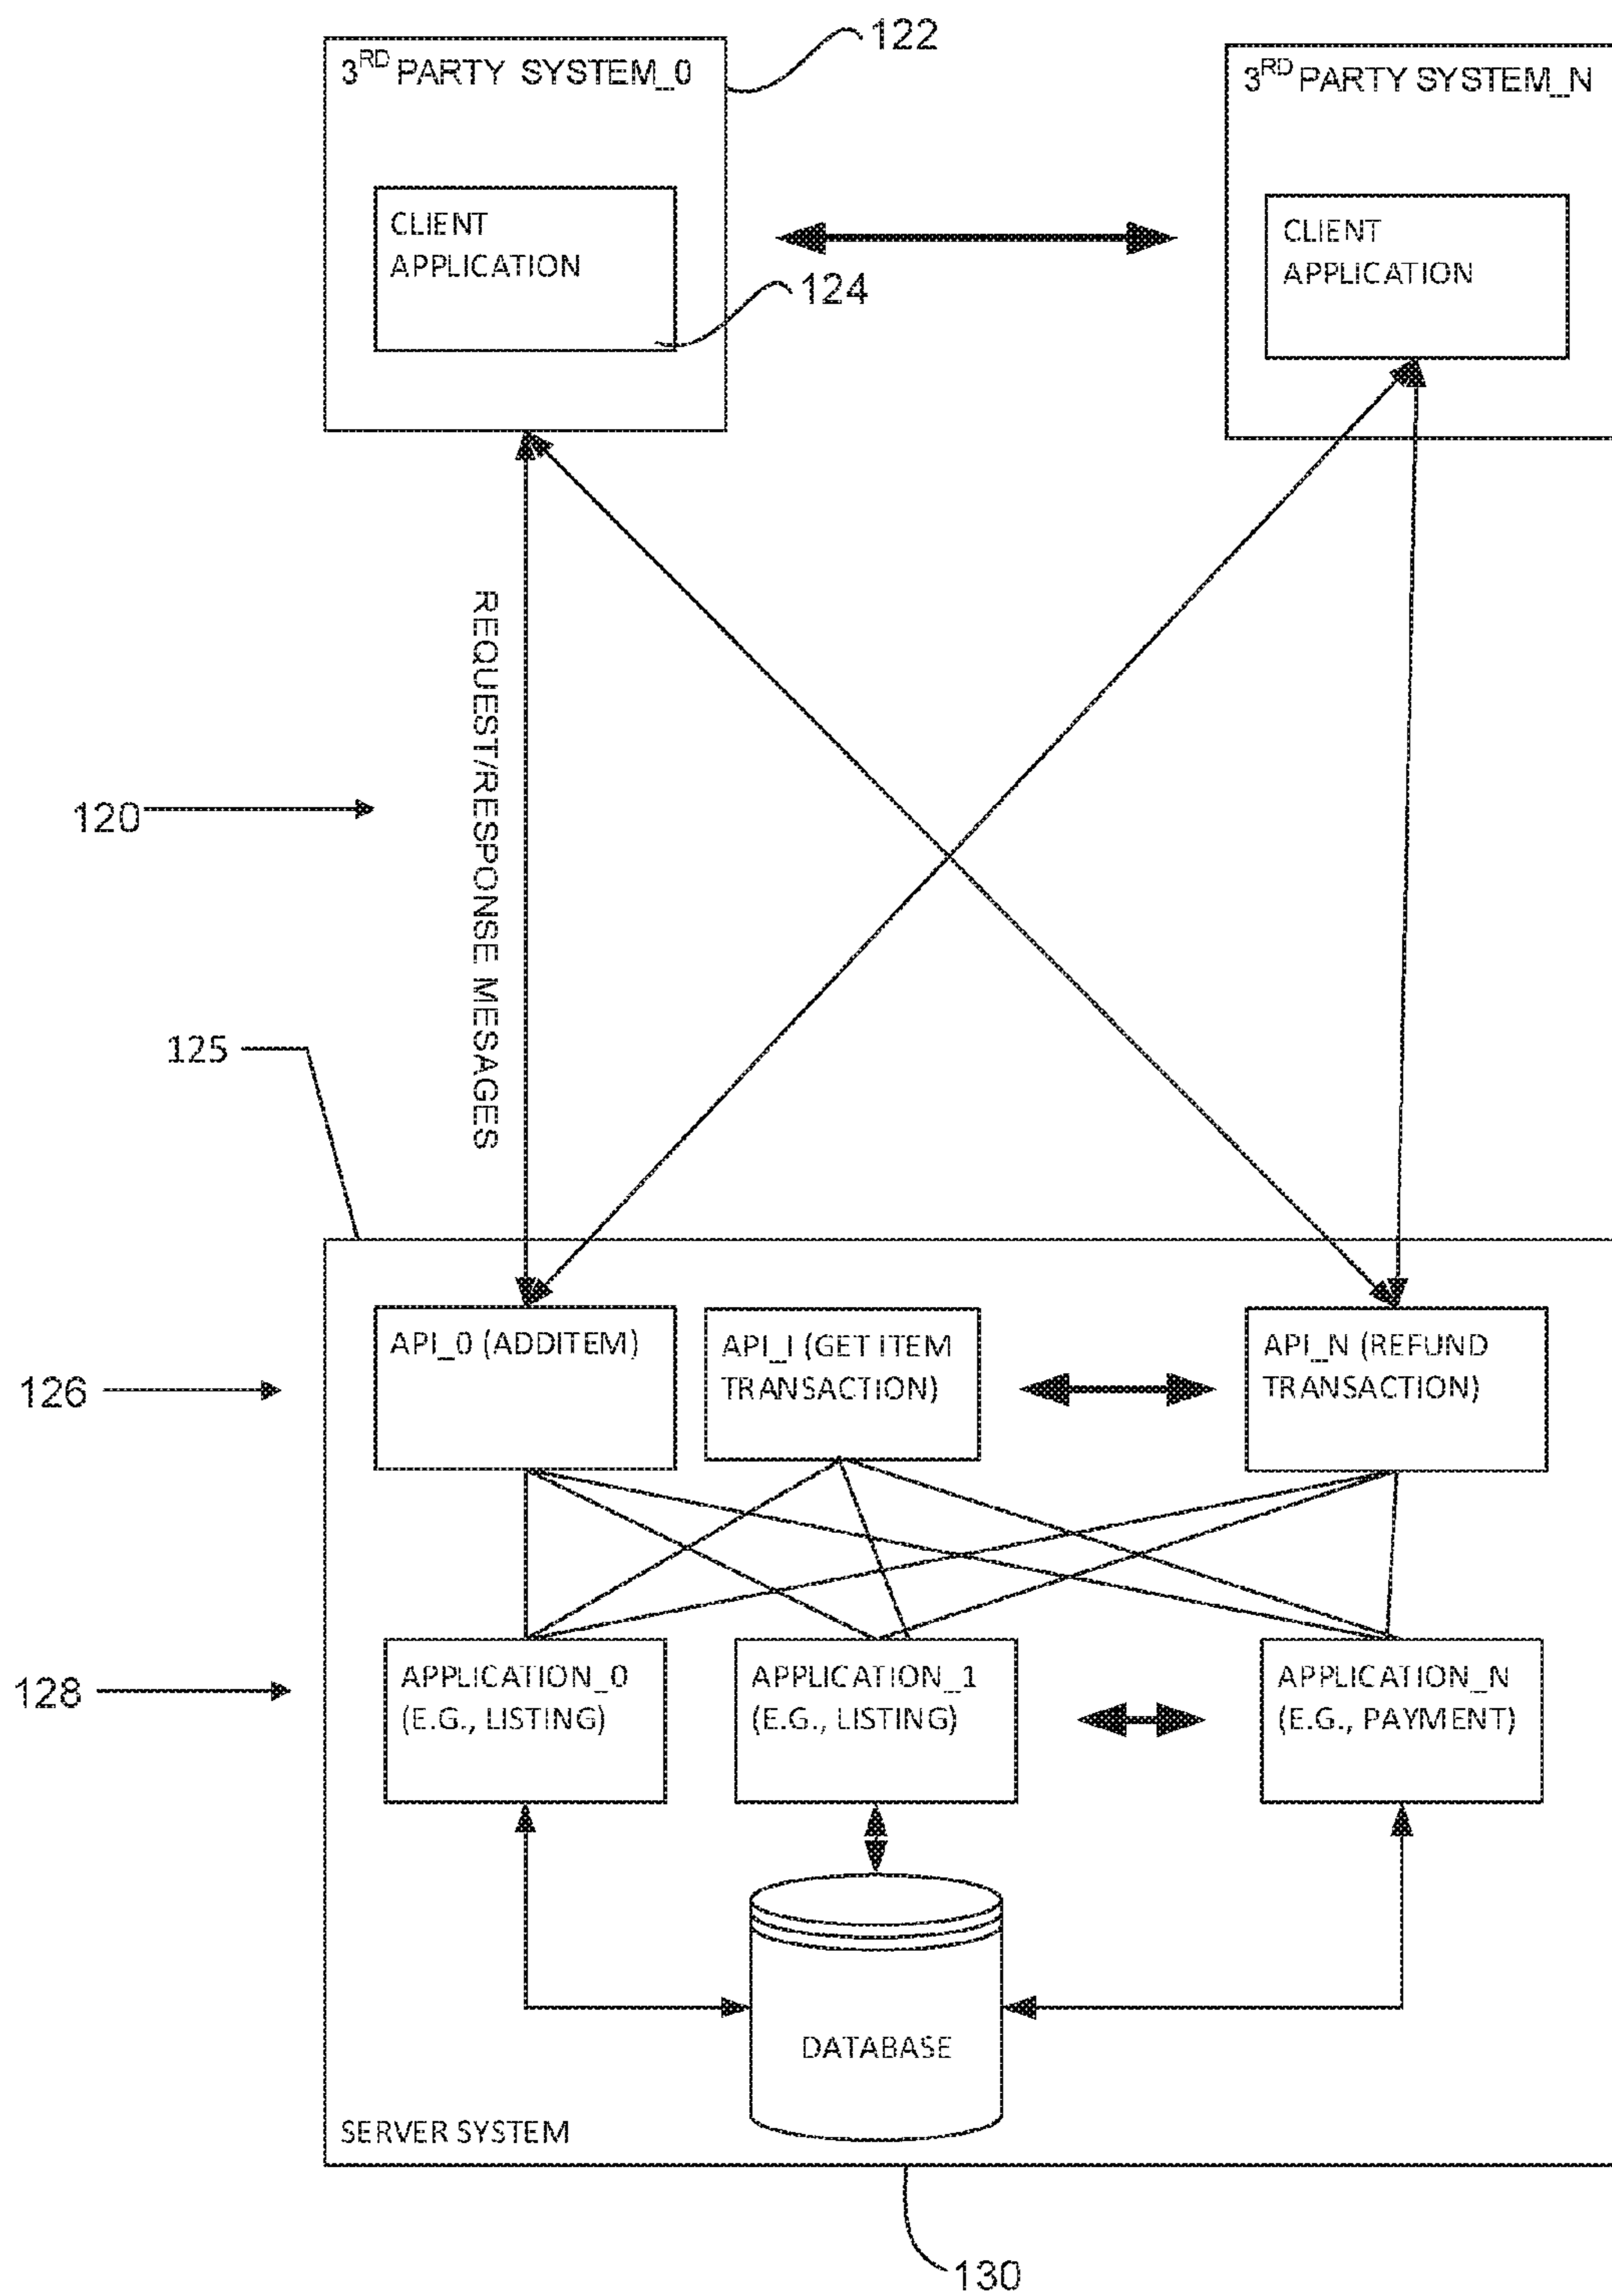 122
3RD PARTY SYSTEM_0
3RD PARTY SYSTEM_N
CLIENT
APPLICATION
CLIENT
APPLICATION
124
REQUEST/RESPONSE MESAGES
120
125
API_0 (ADDITEM)
API_I (GET ITEM
TRANSACTION)
API_N (REFUND
TRANSACTION)
126
APPLICATION_0
(E.G., LISTING)
APPLICATION_1
(E.G., LISTING)
APPLICATION_N
(E.G., PAYMENT)
128
DATABASE
SERVER SYSTEM
130